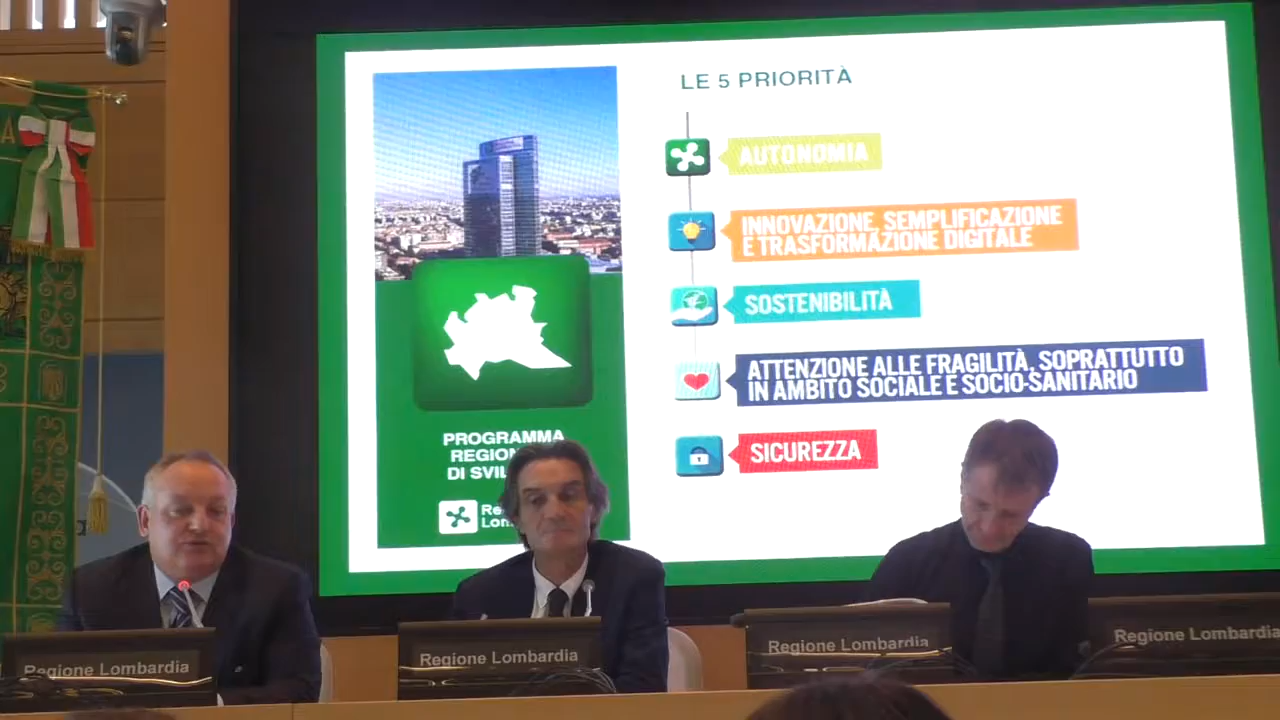 LE 5 PRIORITÀ
AUTONOMIA
INNOVAZIONE, SEMPLIFICAZIONE
E TRASFORMAZIONE DIGITALE
SOSTENIBILITÀ
ATTENZIONE ALLE FRAGILITÀ, SOPRATTUTTO
IN AMBITO SOCIALE E SOCIO-SANITARIO
SICUREZZA
PROGRAMMA
DI
Regione Lombardia
Regione Lombardia
Regione Lombardia
Regione Lombardia